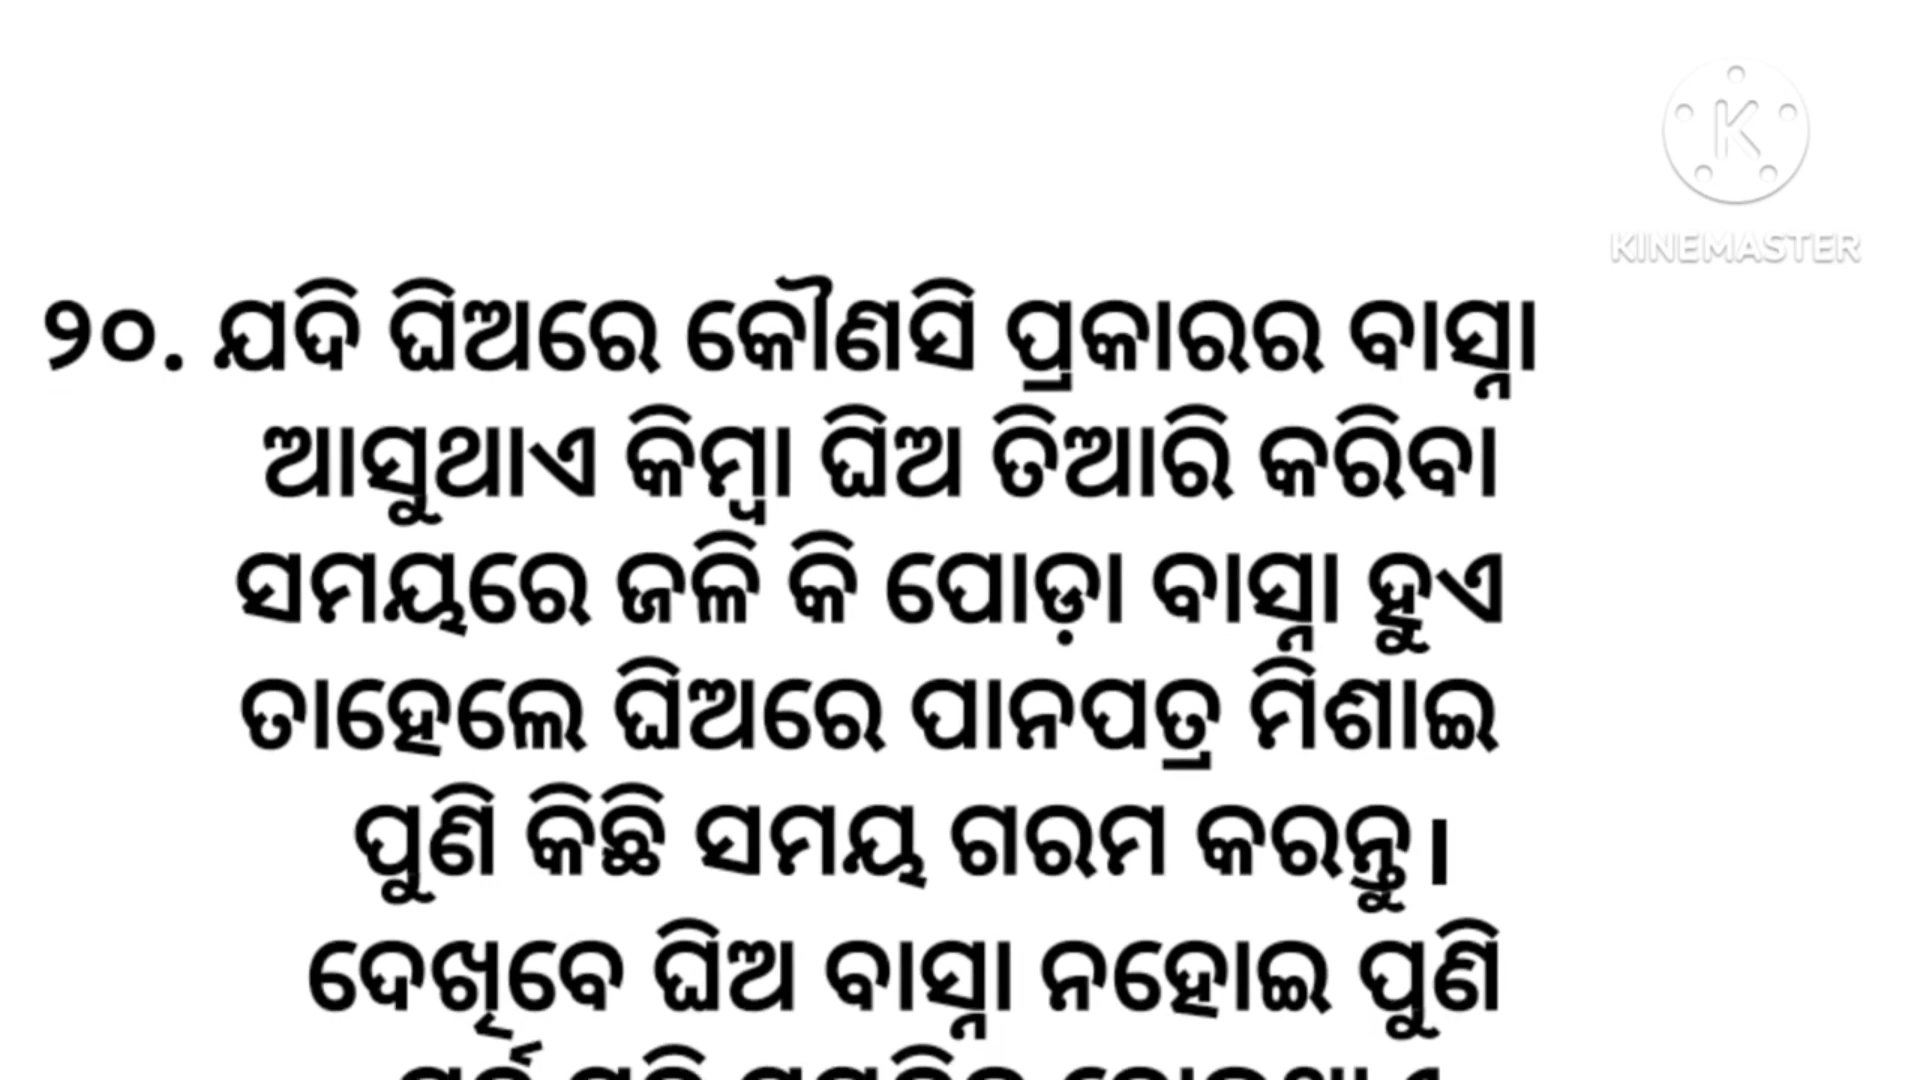 KINEMASTER
୨୦. ଯଦି ଘିଅରେ କୌଣସି ପ୍ରକାରର ବାସ୍ନା
ଆସୁଥାଏ କିମ୍ବା ଘିଅ ତିଆରି କରିବା
ସମୟରେ ଜଳି କି ପୋଡ଼ା ବାସ୍ନା ହୁଏ
ତାହେଲେ ଘିଅରେ ପାନପତ୍ର ମିଶାଇ
ପୁଣି କିଛି ସମୟ ଗରମ କରନ୍ତୁ।
ଦେଖିବେ ଘିଅ ବାସ୍ନା ନହୋଇ ପୁଣି